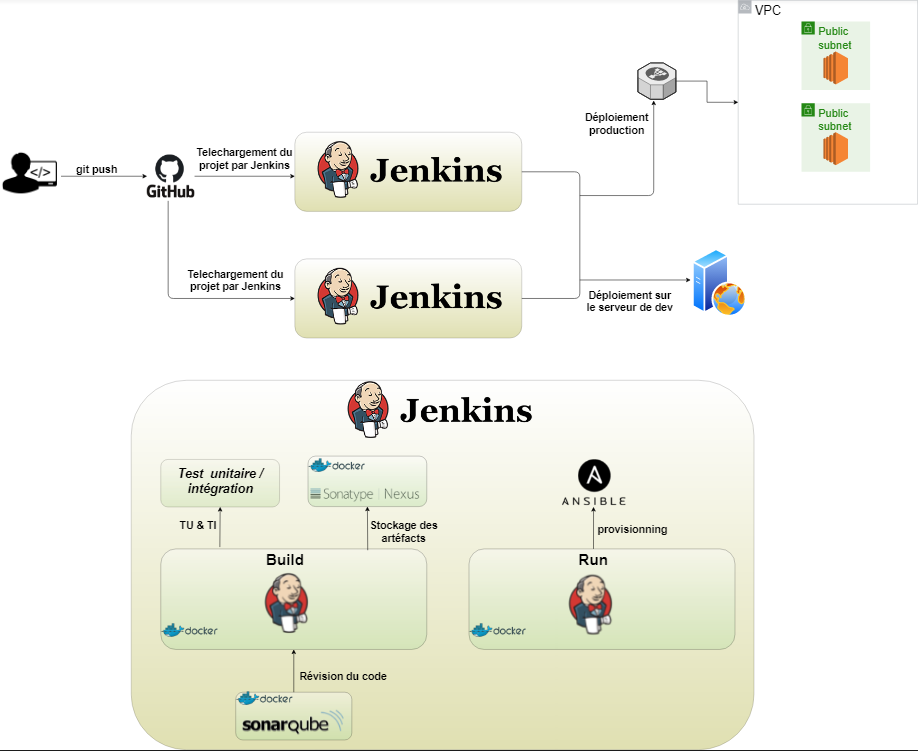 VPC
Public
subnet
Public
subnet
Déploiement
production
</>
git push
GitHub
Telechargement du
projet par Jenkins
Jenkins
Telechargement du
projet par Jenkins
Jenkins
Déploiement sur
le serveur de dev
Jenkins
Test unitaire /
intégration
docker
Sonatype | Nexus
ANSIBLE
TU & TI
Stockage des
artéfacts
provisionning
Build
docker
Run
docker
Révision du code
docker
sonarqube